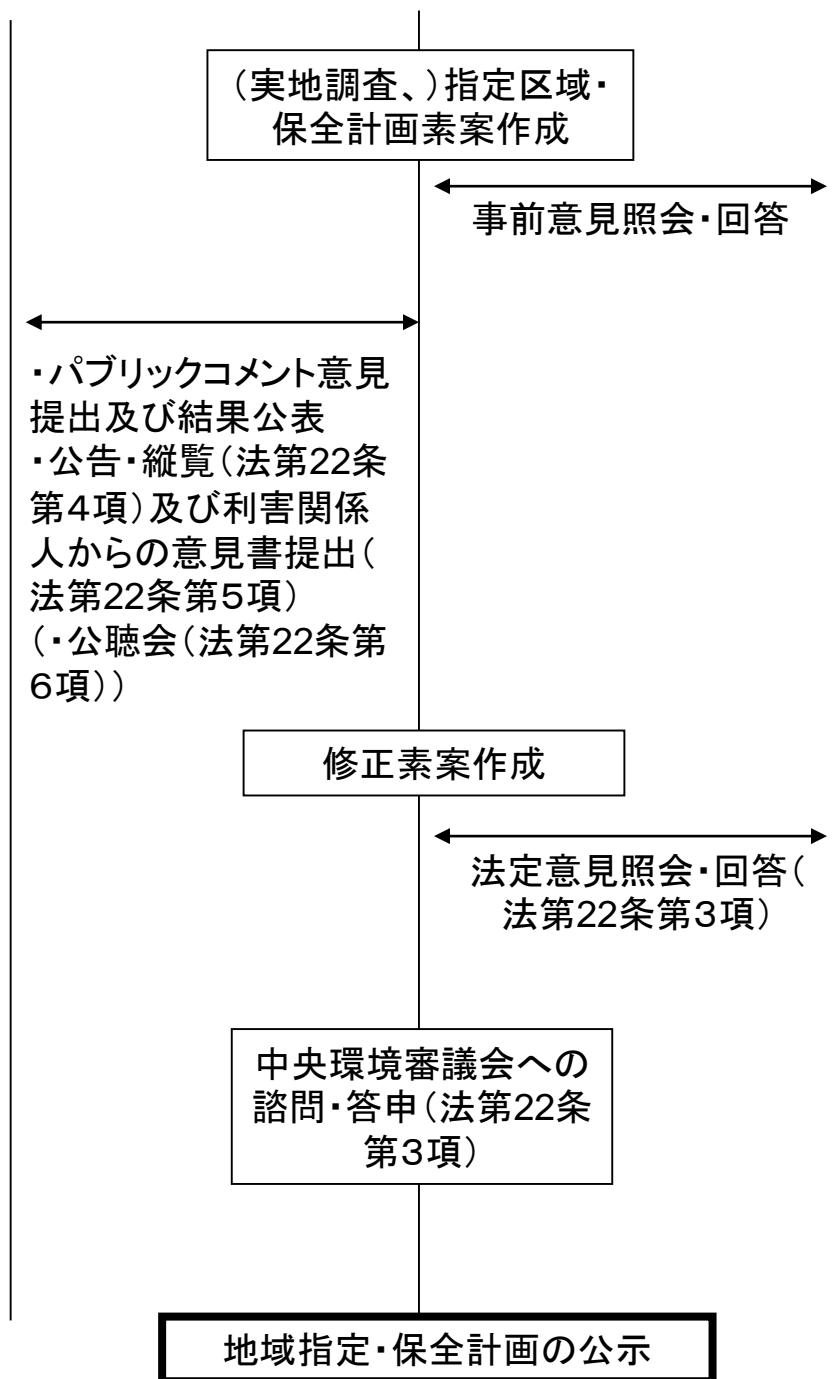 （実地調査、）指定区域・
保全計画素案作成
事前意見照会・回答
・パブリックコメント意見
提出及び結果公表
・公告・縦覧（法第22条
第４項）及び利害関係
人からの意見書提出（
法第22条第５項）
（・公聴会（法第22条第
６項））
修正素案作成
法定意見照会・回答（
法第22条第３項）
中央環境審議会への
諮問・答申（法第22条
第３項）
地域指定・保全計画の公示